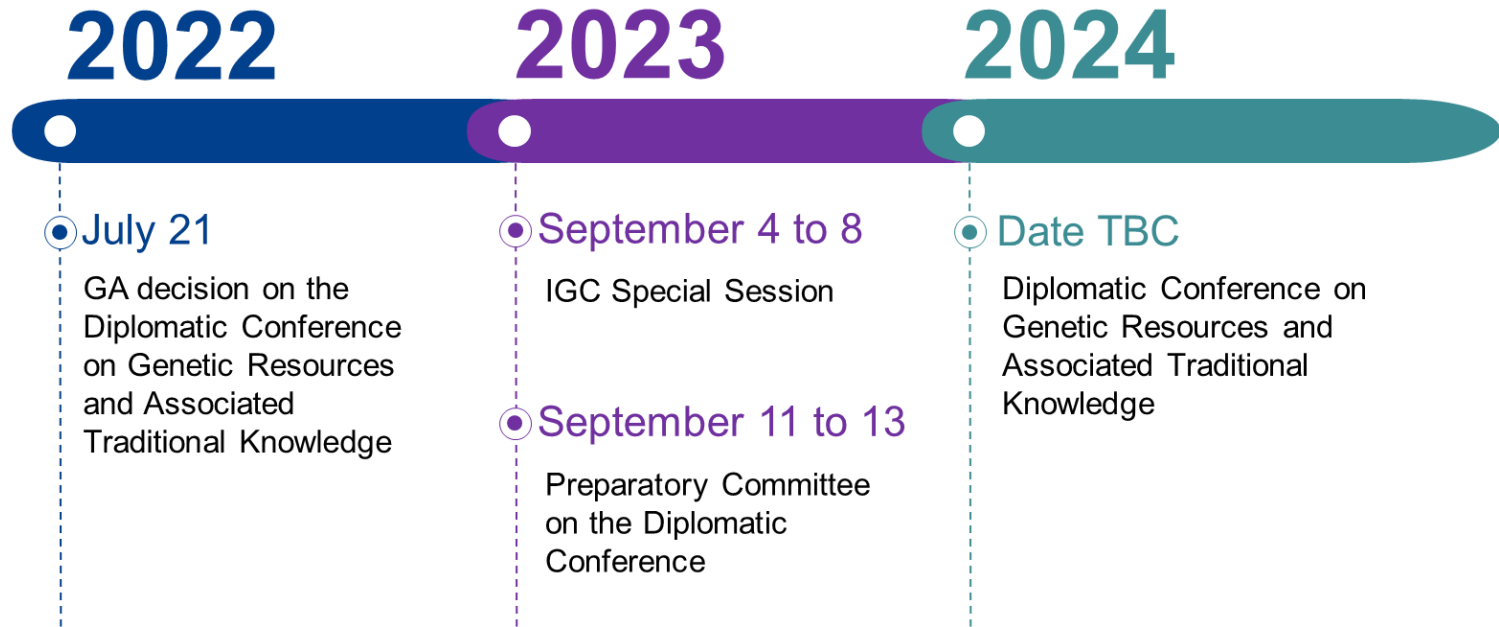 2022
July 21
GA decision on the
Diplomatic Conference
on Genetic Resources
and Associated
Traditional Knowledge
2023
September 4 to 8
IGC Special Session
September 11 to 13
Preparatory Committee
on the Diplomatic
Conference
2024
Date TBC
Diplomatic Conference on
Genetic Resources and
Associated Traditional
Knowledge